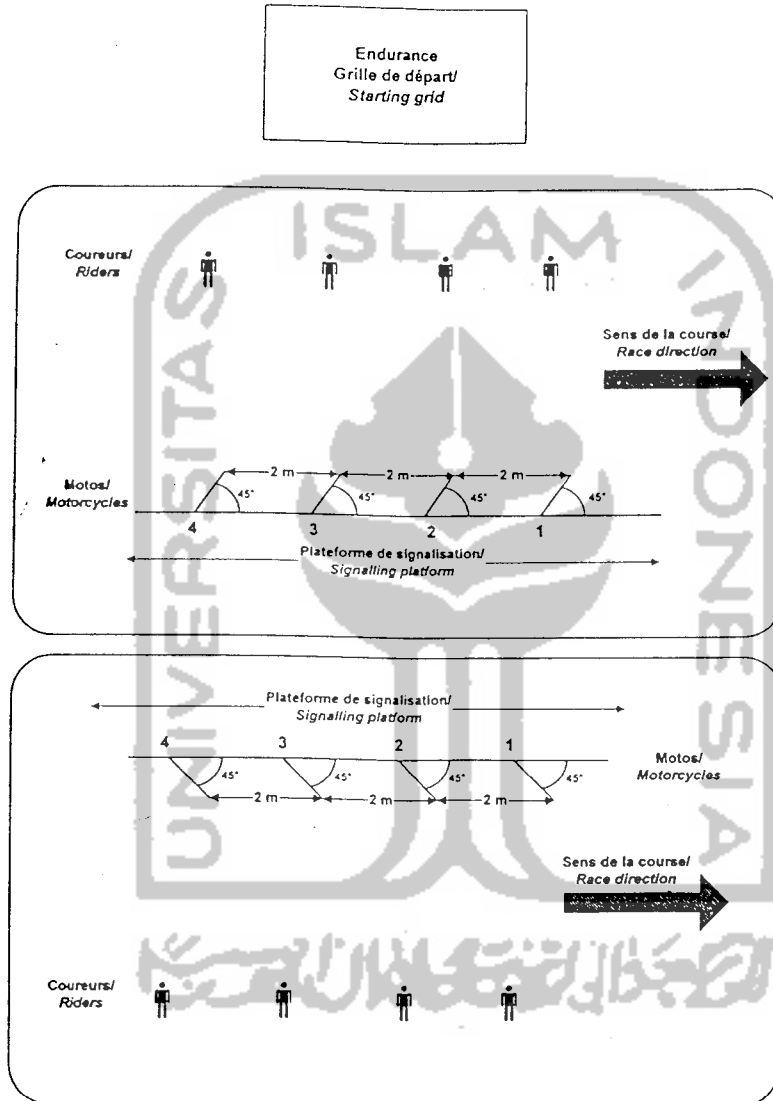 Endurance
Grille de départ/
Starting grid
ISLAM
UNIVERSITAS
INDONESIA
Coureurs/
Riders
Sens de la course/
Race direction
Motos/
Motorcycles
2 m 2 m 2 m
45° 45° 45° 45°
4 3 2 1
Plateforme de signalisation/
Signalling platform
Plateforme de signalisation/
Signalling platform
4 3 2 1
45° 45° 45° 45°
2 m 2 m 2 m
Motos/
Motorcycles
Sens de la course/
Race direction
Coureurs/
Riders